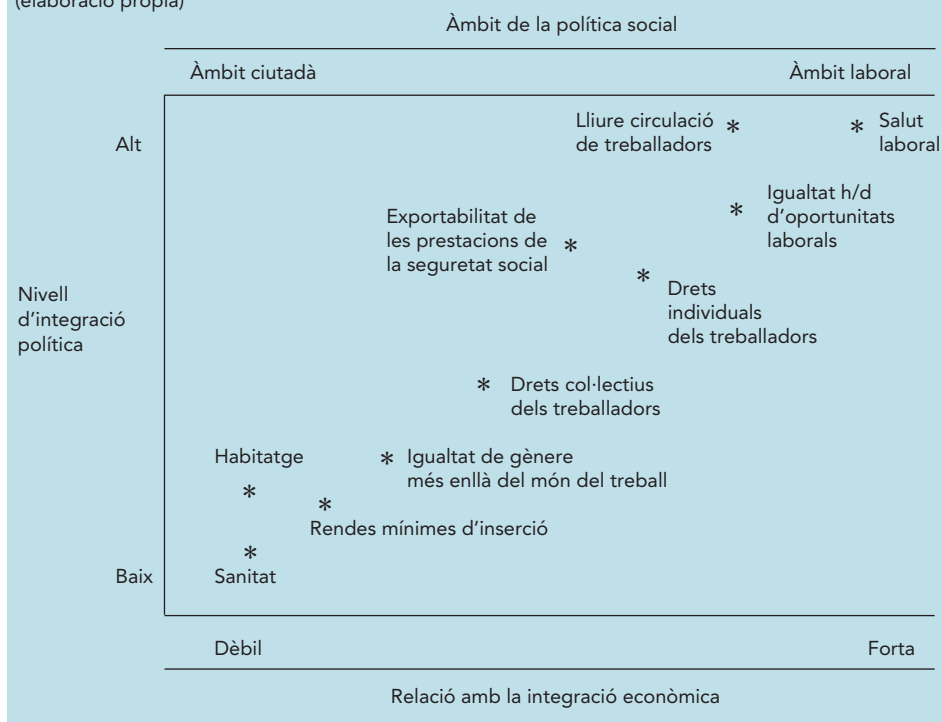 (elaboració pròpia)
Àmbit de la política social
Àmbit ciutadà
Àmbit laboral
Alt
Lliure circulació
de treballadors
*
* Salut
laboral
Igualtat h/d
* d'oportunitats
laborals
Exportabilitat de
les prestacions de *
la seguretat social
*
Drets
individuals
dels treballadors
Nivell
d'integració
política
* Drets col·lectius
dels treballadors
Habitatge
*
* Igualtat de gènere
més enllà del món del treball
*
Rendes mínimes d'inserció
*
Sanitat
Baix
Dèbil
Forta
Relació amb la integració econòmica